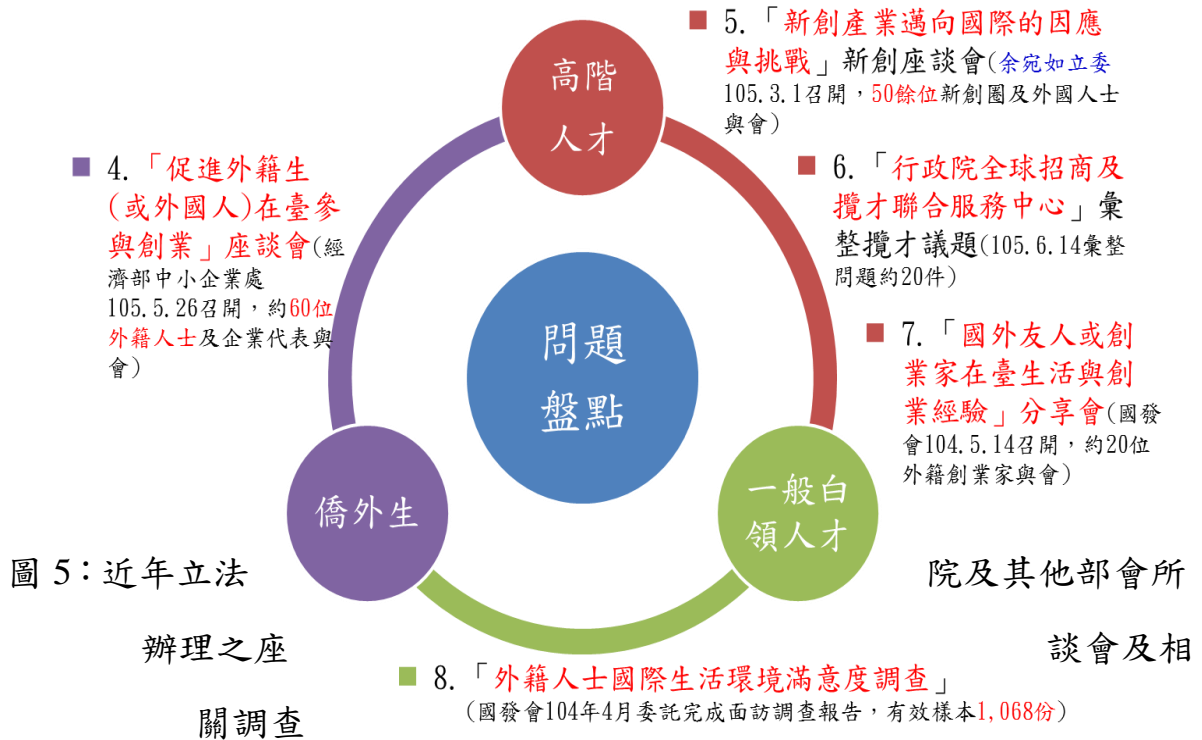 高階
人才
■ 5.「新創產業邁向國際的因應
與挑戰」新創座談會(余宛如立委
105.3.1召開，50餘位新創圈及外國人士
與會)
■ 4.「促進外籍生
(或外國人)在臺參
與創業」座談會(經
濟部中小企業處
105.5.26召開，約60位
外籍人士及企業代表與
會)
■ 6.「行政院全球招商及
攬才聯合服務中心」彙
整攬才議題(105.6.14彙整
問題約20件)
問題
盤點
■ 7.「國外友人或創
業家在臺生活與創
業經驗」分享會(國發
會104.5.14召開，約20位
外籍創業家與會)
僑外生
一般白
領人才
圖 5：近年立法
院及其他部會所
辦理之座
談會及相
■ 8.「外籍人士國際生活環境滿意度調查」
(國發會104年4月委託完成面訪調查報告，有效樣本1,068份)
關調查